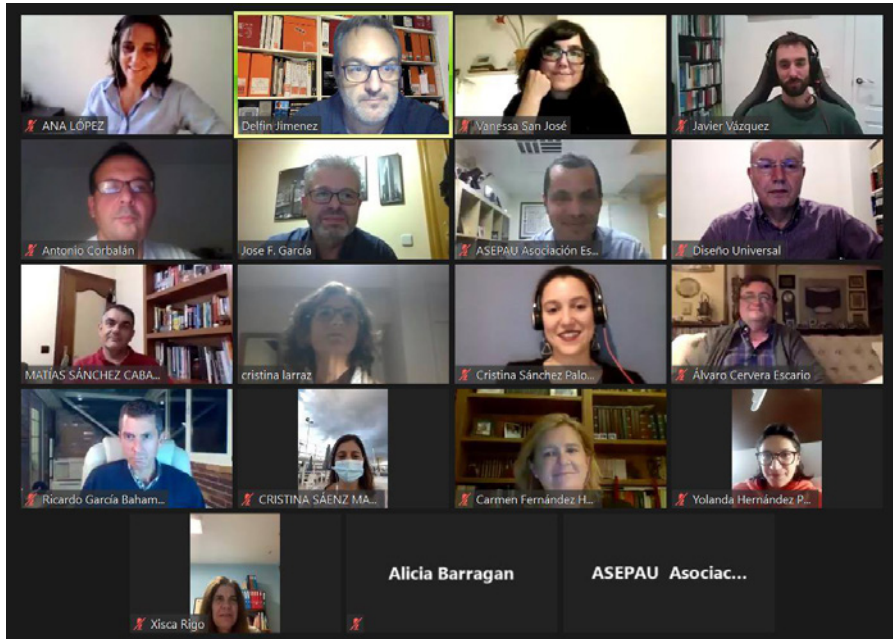 ANA LÓPEZ
Delfin Jimenez
Vanessa San José
Javier Vázquez
Antonio Corbalán
Jose F. García
ASEPAU Asociación Es...
Diseño Universal
MATÍAS SÁNCHEZ CABA...
cristina larraz
Cristina Sánchez Palo...
Álvaro Cervera Escario
Ricardo García Baham...
CRISTINA SÁENZ MA...
Carmen Fernández H...
Yolanda Hernández P...
Xisca Rigo
Alicia Barragan
ASEPAU Asociac...